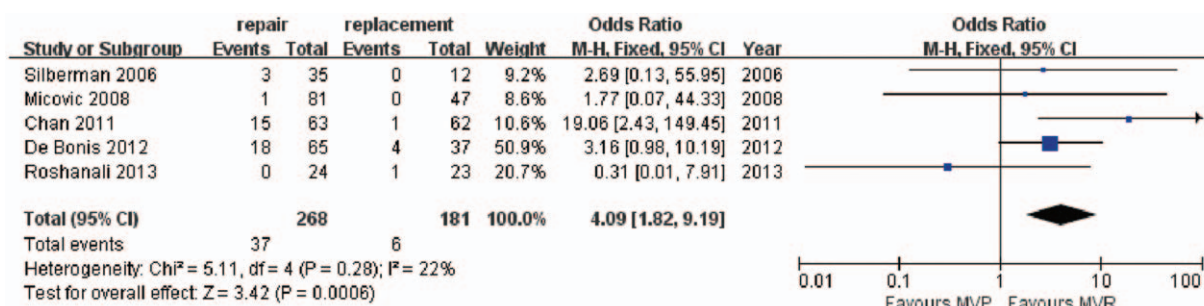 repair replacement Odds Ratio Odds Ratio
Study or Subgroup Events Total Events Total Weight M-H, Fixed, 95% CI Year M-H, Fixed, 95% CI
Silberman 2006 3 35 0 12 9.2% 2.69 [0.13, 55.95] 2006
Micovic 2008 1 81 0 47 8.6% 1.77 [0.07, 44.33] 2008
Chan 2011 15 63 1 62 10.6% 19.06 [2.43, 149.45] 2011
De Bonis 2012 18 65 4 37 50.9% 3.16 [0.98, 10.19] 2012
Roshanali 2013 0 24 1 23 20.7% 0.31 [0.01, 7.91] 2013
Total (95% CI) 268 181 100.0% 4.09 [1.82, 9.19]
Total events 37 6
Heterogeneity: Chi² = 5.11, df = 4 (P = 0.28); I² = 22%
Test for overall effect: Z = 3.42 (P = 0.0006)
0.01 0.1 1 10 100
Favours MVP Favours MVR